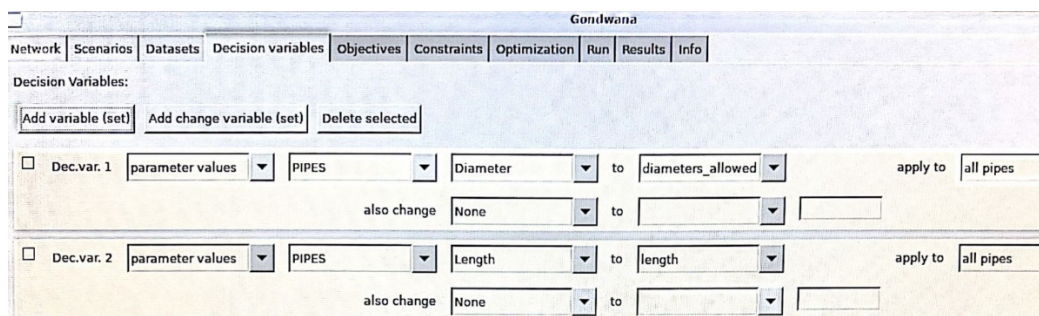 Gondwana
Network Scenarios Datasets Decision variables Objectives Constraints Optimization Run Results Info
Decision Variables:
Add variable (set) Add change variable (set) Delete selected
Dec.var. 1 parameter values PIPES Diameter to diameters_allowed apply to all pipes
also change None to
Dec.var. 2 parameter values PIPES Length to length apply to all pipes
also change None to